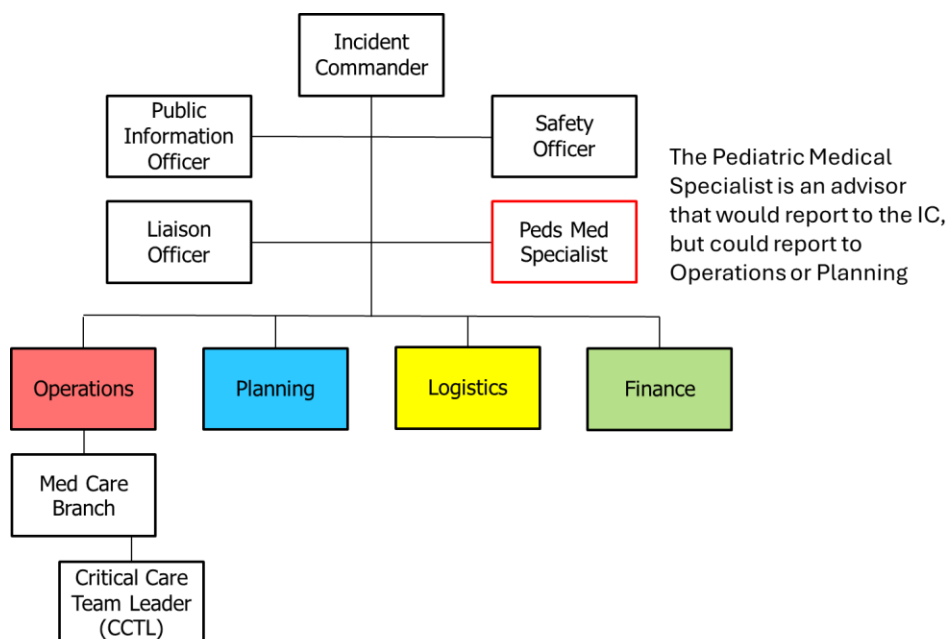 Incident
Commander
Public
Information
Officer
Safety
Officer
The Pediatric Medical
Specialist is an advisor
that would report to the IC,
but could report to
Operations or Planning
Liaison
Officer
Peds Med
Specialist
Operations
Planning
Logistics
Finance
Med Care
Branch
Critical Care
Team Leader
(CCTL)